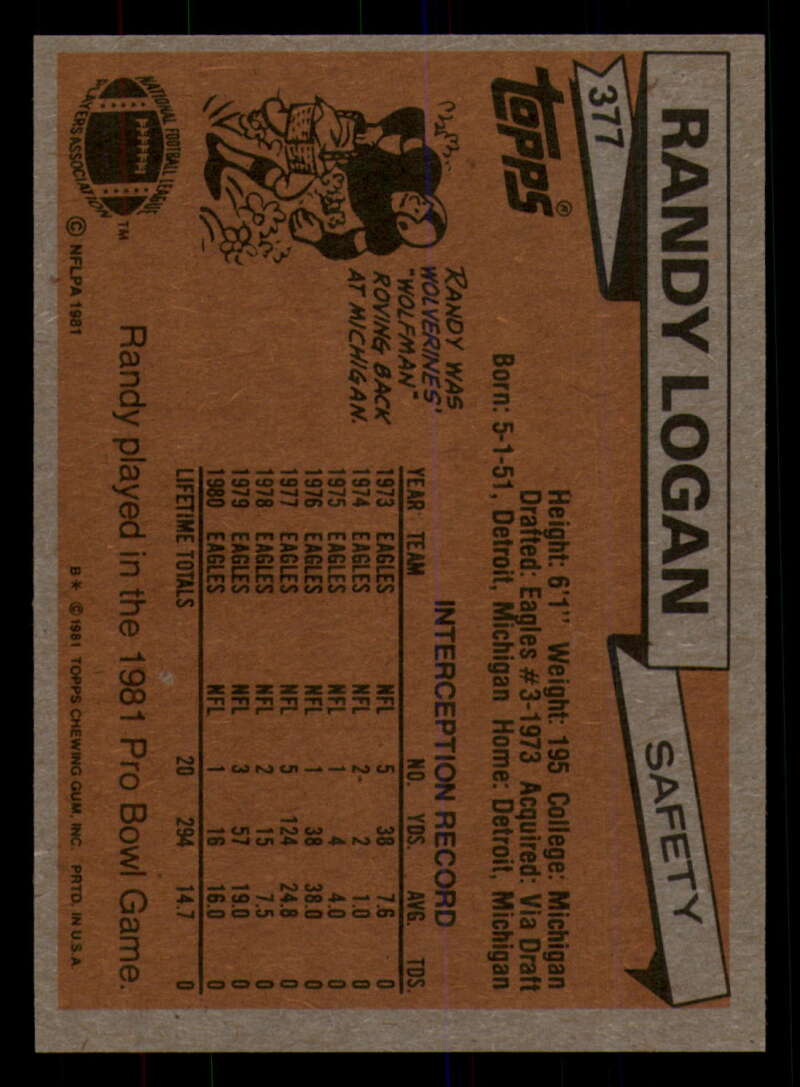 RANDY LOGAN
SAFETY
377
TOPPS®
Height: 6'1" Weight: 195 College: Michigan
Drafted: Eagles #3-1973 Acquired: Via Draft
Born: 5-1-51, Detroit, Michigan Home: Detroit, Michigan
RANDY WAS
WOLVERINES'
"WOLFMAN"
ROVING BACK
AT MICHIGAN.
INTERCEPTION RECORD
YEAR TEAM NO. YDS. AVG. TDS.
1973 EAGLES NFL 5 38 7.6 0
1974 EAGLES NFL 2 2 1.0 0
1975 EAGLES NFL 1 4 4.0 0
1976 EAGLES NFL 1 38 38.0 0
1977 EAGLES NFL 5 124 24.8 0
1978 EAGLES NFL 2 15 7.5 0
1979 EAGLES NFL 3 57 19.0 0
1980 EAGLES NFL 1 16 16.0 0
LIFETIME TOTALS 20 294 14.7 0
NATIONAL FOOTBALL LEAGUE
PLAYERS ASSOCIATION
TM
Randy played in the 1981 Pro Bowl Game.
© NFLPA 1981
B* © 1981 TOPPS CHEWING GUM, INC. PRTD. IN U.S.A.